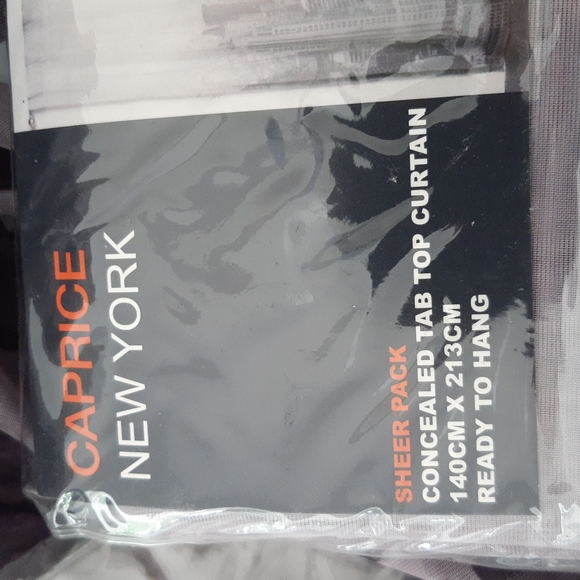 CAPRICE
NEW YORK
SHEER PACK
CONCEALED TAB TOP CURTAIN
140CM X 213CM
READY TO HANG